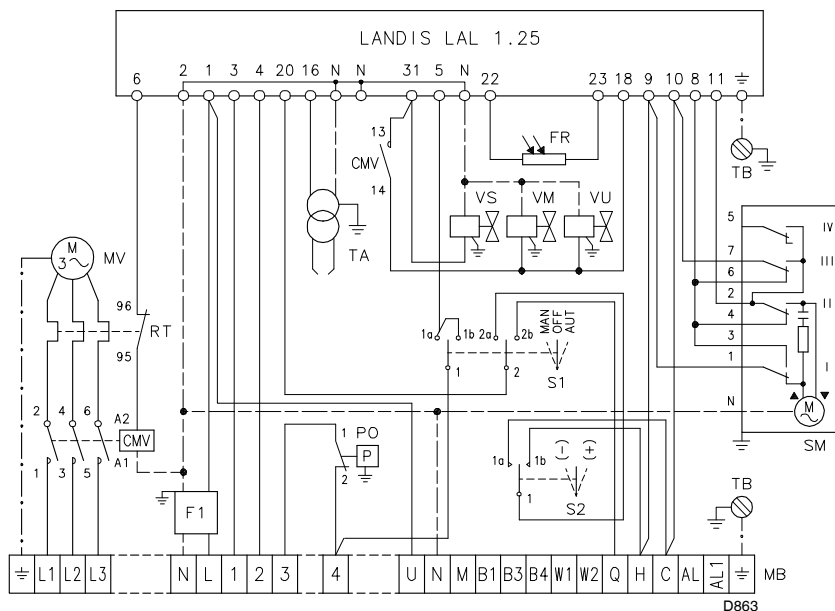 LANDIS LAL 1.25
6 2 1 3 4 20 16 N N 31 5 N 22 23 18 9 10 8 11
13
CMV
14
FR
TB
VS VM VU
TA
M
3
MV
96
RT
95
5 IV
7 III
6
2 II
4
3
1 I
N
M
SM
1a 1b 2a 2b
MAN
OFF
AUT
1 2
S1
2 4 6 A2
CMV
1 3 5 A1
1 PO
P
2
1a 1b
(-) (+)
1
S2
F1
TB
L1 L2 L3 N L 1 2 3 4 U N M B1 B3 B4 W1 W2 Q H C AL AL1 MB
D863